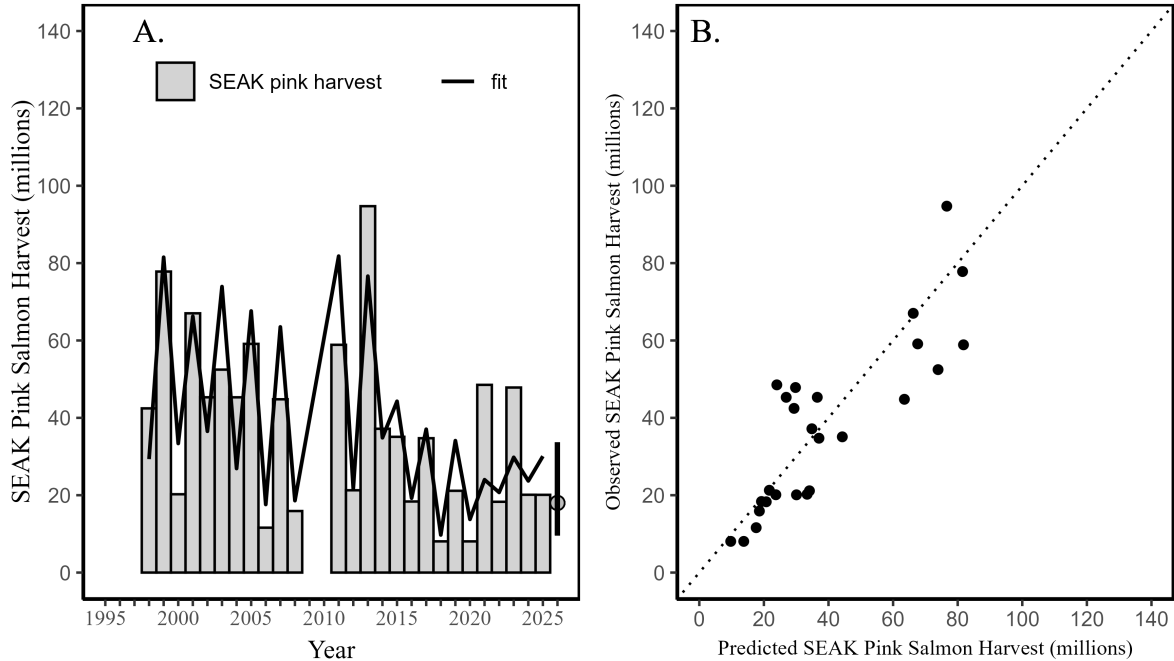 A.
SEAK pink harvest
fit
SEAK Pink Salmon Harvest (millions)
140
120
100
80
60
40
20
0
1995 2000 2005 2010 2015 2020 2025
Year
B.
Observed SEAK Pink Salmon Harvest (millions)
140
120
100
80
60
40
20
0
0 20 40 60 80 100 120 140
Predicted SEAK Pink Salmon Harvest (millions)